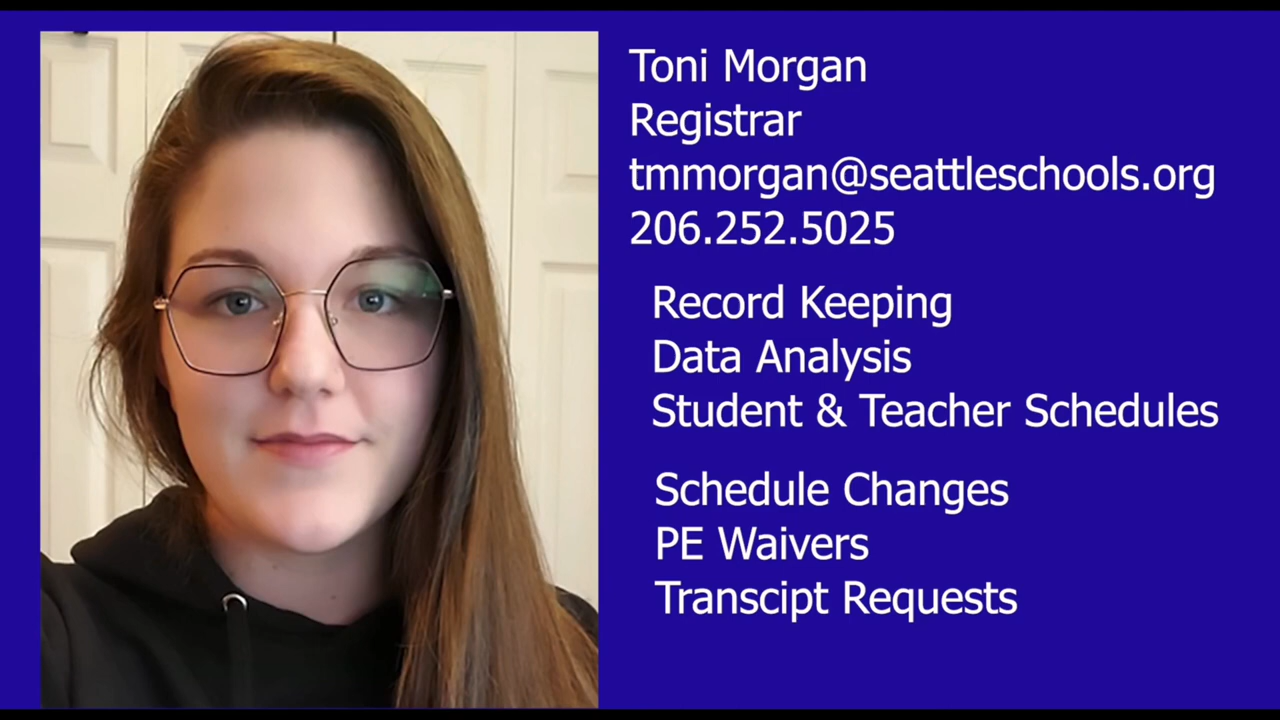 Toni Morgan
Registrar
tmmorgan@seattleschools.org
206.252.5025
Record Keeping
Data Analysis
Student & Teacher Schedules
Schedule Changes
PE Waivers
Transcipt Requests